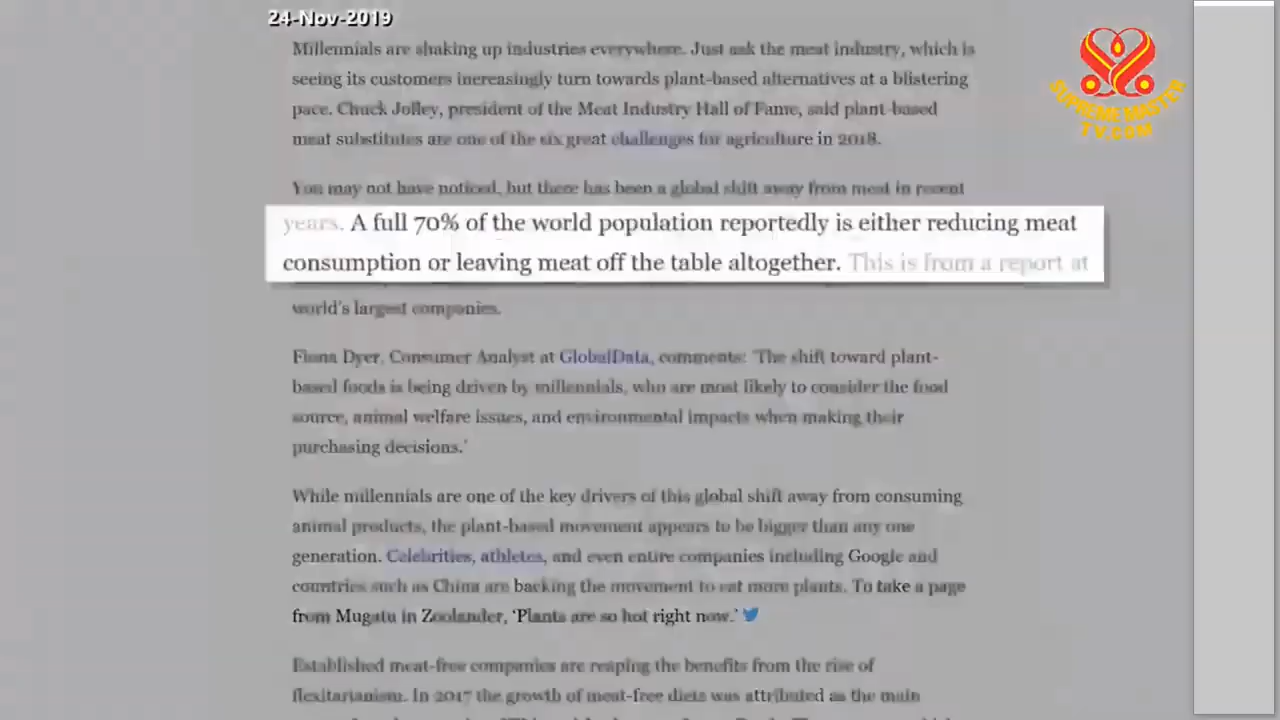 24-Nov-2019
Millennials are shaking up industries everywhere. Just ask the meat industry, which is
seeing its customers increasingly turn towards plant-based alternatives at a blistering
pace. Chuck Jolley, president of the Meat Industry Hall of Fame, said plant-based
meat substitutes are one of the six great challenges for agriculture in 2018.
SUPREME MASTER
TV.COM
You may not have noticed, but there has been a global shift away from meat in recent
years. A full 70% of the world population reportedly is either reducing meat
consumption or leaving meat off the table altogether. This is from a report at
world's largest companies.
Fiona Dyer, Consumer Analyst at GlobalData, comments: 'The shift toward plant-
based foods is being driven by millennials, who are most likely to consider the food
source, animal welfare issues, and environmental impacts when making their
purchasing decisions.'
While millennials are one of the key drivers of this global shift away from consuming
animal products, the plant-based movement appears to be bigger than any one
generation. Celebrities, athletes, and even entire companies including Google and
countries such as China are backing the movement to eat more plants. To take a page
from Mugatu in Zoolander, 'Plants are so hot right now.'
Established meat-free companies are reaping the benefits from the rise of
flexitarianism. In 2017 the growth of meat-free diets was attributed as the main